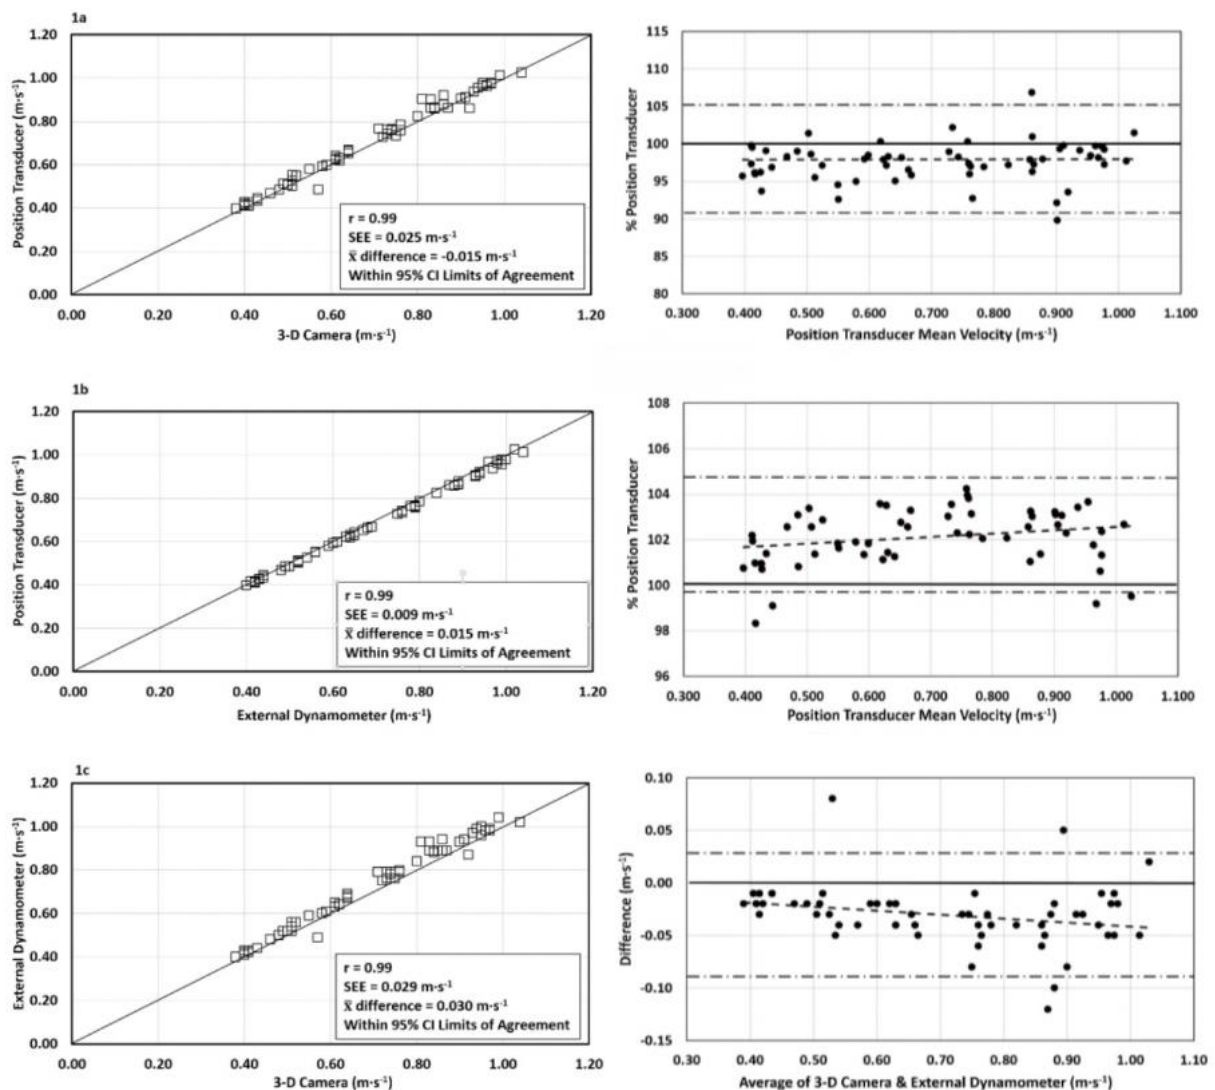 1a
Position Transducer (m·s⁻¹)
1.20
1.00
0.80
0.60
0.40
0.20
0.00
r = 0.99
SEE = 0.025 m·s⁻¹
x̄ difference = -0.015 m·s⁻¹
Within 95% CI Limits of Agreement
0.00 0.20 0.40 0.60 0.80 1.00 1.20
3-D Camera (m·s⁻¹)
% Position Transducer
115
110
105
100
95
90
85
80
0.300 0.400 0.500 0.600 0.700 0.800 0.900 1.000 1.100
Position Transducer Mean Velocity (m·s⁻¹)
1b
Position Transducer (m·s⁻¹)
1.20
1.00
0.80
0.60
0.40
0.20
0.00
r = 0.99
SEE = 0.009 m·s⁻¹
x̄ difference = 0.015 m·s⁻¹
Within 95% CI Limits of Agreement
0.00 0.20 0.40 0.60 0.80 1.00 1.20
External Dynamometer (m·s⁻¹)
% Position Transducer
108
106
104
102
100
98
96
0.300 0.400 0.500 0.600 0.700 0.800 0.900 1.000 1.100
Position Transducer Mean Velocity (m·s⁻¹)
1c
External Dynamometer (m·s⁻¹)
1.20
1.00
0.80
0.60
0.40
0.20
0.00
r = 0.99
SEE = 0.029 m·s⁻¹
x̄ difference = 0.030 m·s⁻¹
Within 95% CI Limits of Agreement
0.00 0.20 0.40 0.60 0.80 1.00 1.20
3-D Camera (m·s⁻¹)
Difference (m·s⁻¹)
0.10
0.05
0.00
-0.05
-0.10
-0.15
0.30 0.40 0.50 0.60 0.70 0.80 0.90 1.00 1.10
Average of 3-D Camera & External Dynamometer (m·s⁻¹)